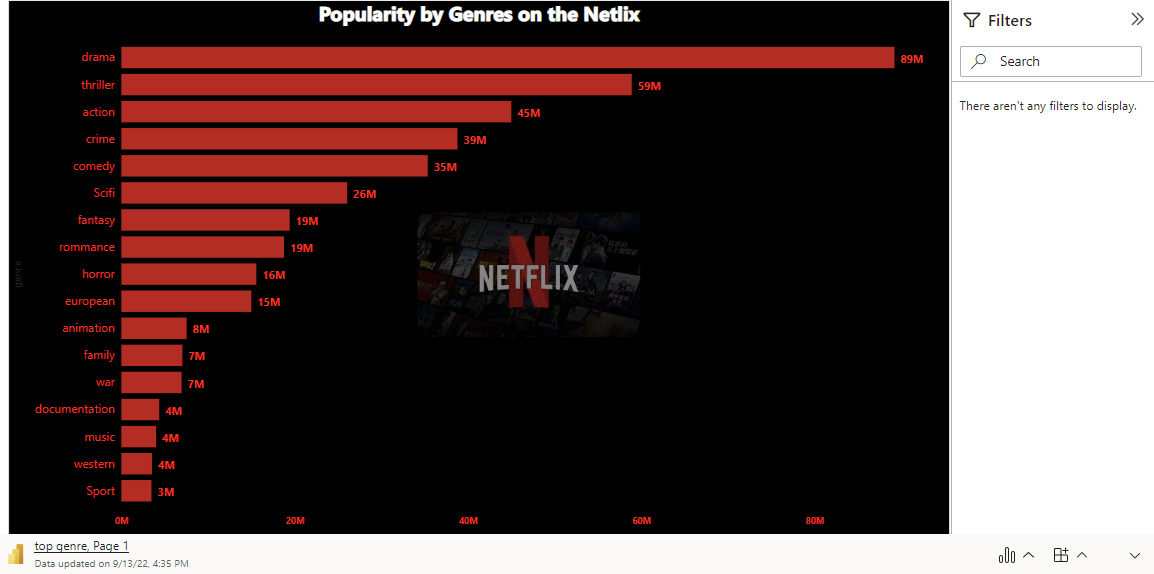 Popularity by Genres on the Netlix
Filters
Search
There aren't any filters to display.
drama 89M
thriller 59M
action 45M
crime 39M
comedy 35M
Scifi 26M
fantasy 19M
rommance 19M
horror 16M
european 15M
animation 8M
family 7M
war 7M
documentation 4M
music 4M
western 4M
Sport 3M
genre
NETFLIX
0M 20M 40M 60M 80M
top genre, Page 1
Data updated on 9/13/22, 4:35 PM